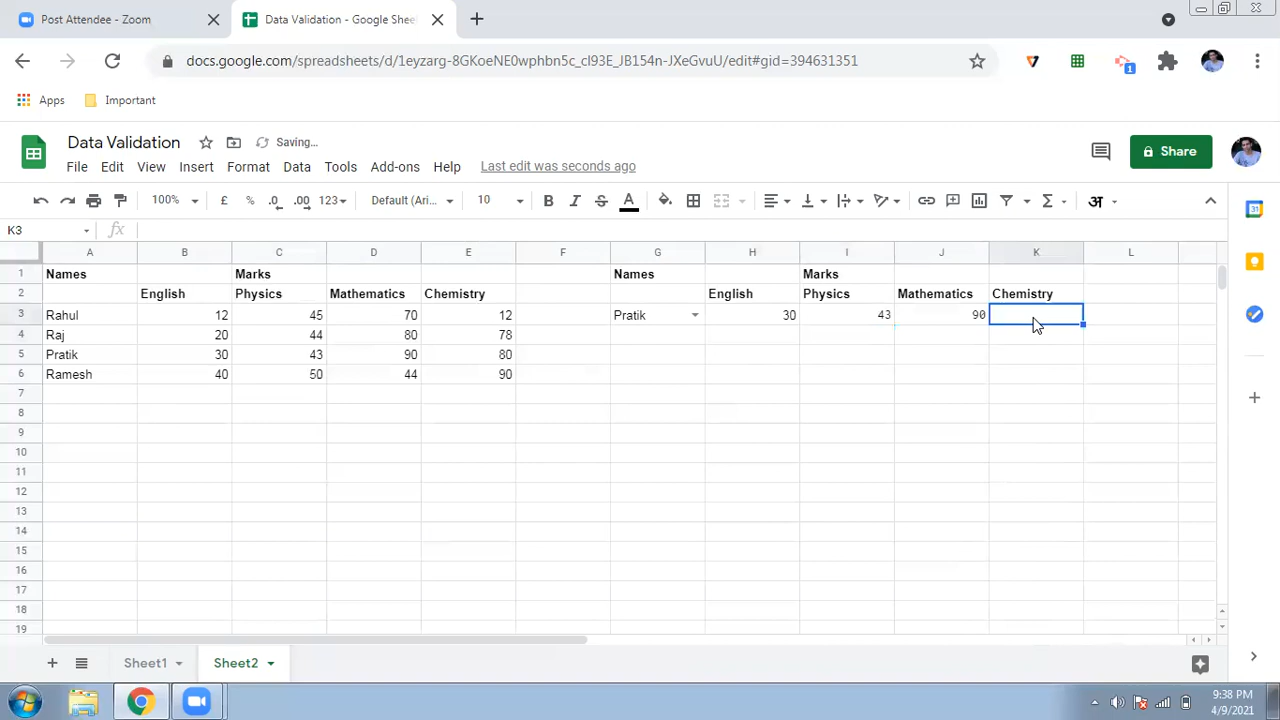 Post Attendee - Zoom
Data Validation - Google Shee
docs.google.com/spreadsheets/d/1eyzarg-8GKoeNE0wphbn5c_cl93E_JB154n-JXeGvuU/edit#gid=394631351
1
Apps
Important
Data Validation
Saving...
File Edit View Insert Format Data Tools Add-ons Help Last edit was seconds ago
Share
100% £ % .0 .00 123 Default (Ari... 10 B I S A Σ अ
31
K3 fx
A B C D E F G H I J K L
1 Names Marks Names Marks
2 English Physics Mathematics Chemistry English Physics Mathematics Chemistry
3 Rahul 12 45 70 12 Pratik 30 43 90
4 Raj 20 44 80 78
5 Pratik 30 43 90 80
6 Ramesh 40 50 44 90
7
8
9
10
11
12
13
14
15
16
17
18
19
Sheet1 Sheet2
9:38 PM
4/9/2021